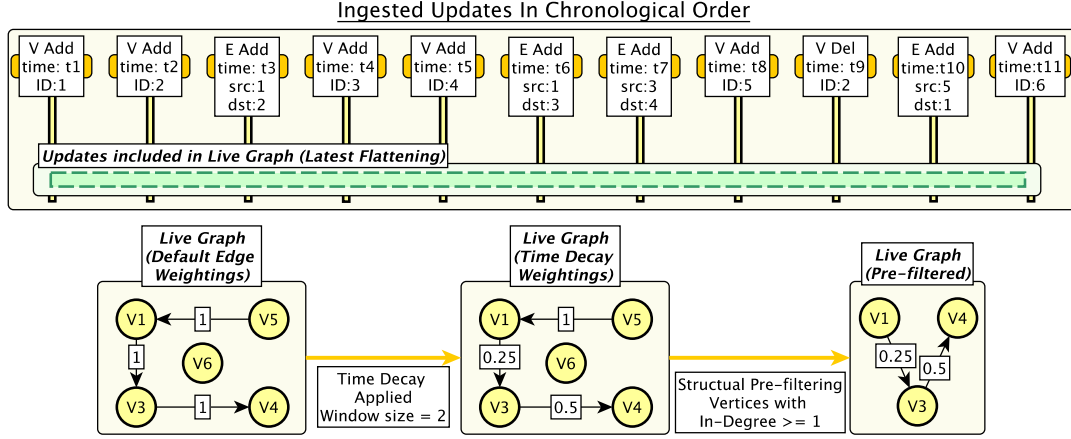 Ingested Updates In Chronological Order
V Add
time: t1
ID:1
V Add
time: t2
ID:2
E Add
time: t3
src:1
dst:2
V Add
time: t4
ID:3
V Add
time: t5
ID:4
E Add
time: t6
src:1
dst:3
E Add
time: t7
src:3
dst:4
V Add
time: t8
ID:5
V Del
time: t9
ID:2
E Add
time:t10
src:5
dst:1
V Add
time:t11
ID:6
Updates included in Live Graph (Latest Flattening)
Live Graph
(Default Edge
Weightings)
V1
1
V5
1
V6
V3
1
V4
Time Decay
Applied
Window size = 2
Live Graph
(Time Decay
Weightings)
V1
1
V5
0.25
V6
V3
0.5
V4
Structual Pre-filtering
Vertices with
In-Degree >= 1
Live Graph
(Pre-filtered)
V1
V4
0.25
0.5
V3